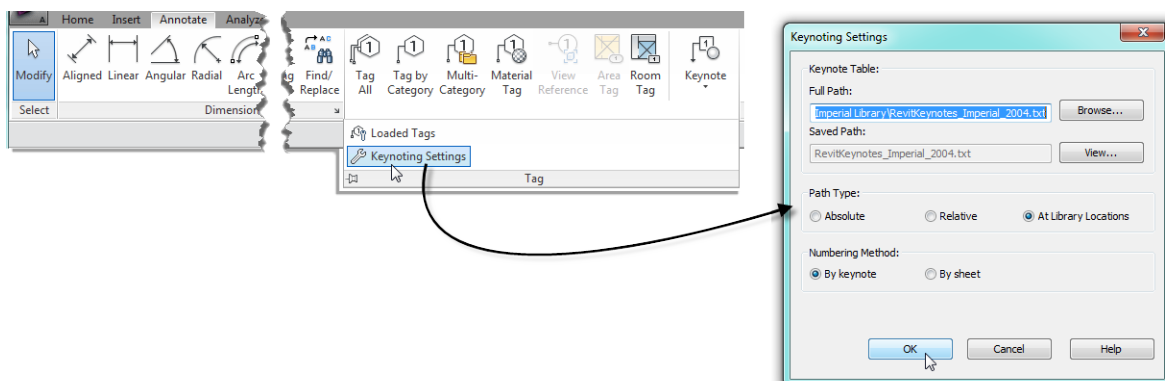 A
Home Insert Annotate Analyze
Modify
Aligned Linear Angular Radial Arc Length
Find/ Replace
Tag All
Tag by Category
Multi- Category
Material Tag
View Reference
Area Tag
Room Tag
Keynote
Select
Dimension
Loaded Tags
Keynoting Settings
Tag
Keynoting Settings
Keynote Table:
Full Path:
Imperial Library\RevitKeynotes_Imperial_2004.txt Browse...
Saved Path:
RevitKeynotes_Imperial_2004.txt View...
Path Type:
Absolute Relative At Library Locations
Numbering Method:
By keynote By sheet
OK Cancel Help